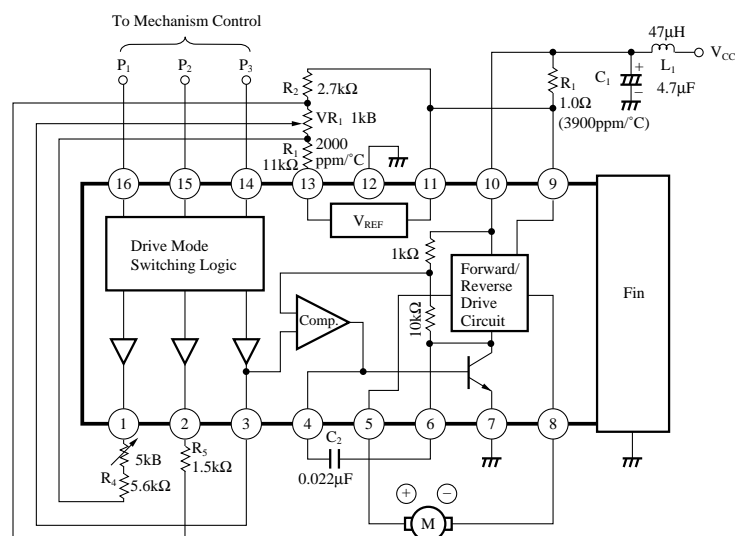 To Mechanism Control
P1 P2 P3
47µH
VCC
L1
4.7µF
C1
+
−
R1
1.0Ω
(3900ppm/˚C)
R2
2.7kΩ
VR1 1kB
R1
11kΩ
2000
ppm/˚C
16 15 14 13 12 11 10 9
VREF
Drive Mode
Switching Logic
1kΩ
10kΩ
Comp.
Forward/
Reverse
Drive
Circuit
Fin
1 2 3 4 5 6 7 8
5kB
R4
5.6kΩ
R5
1.5kΩ
C2
0.022µF
+ −
M